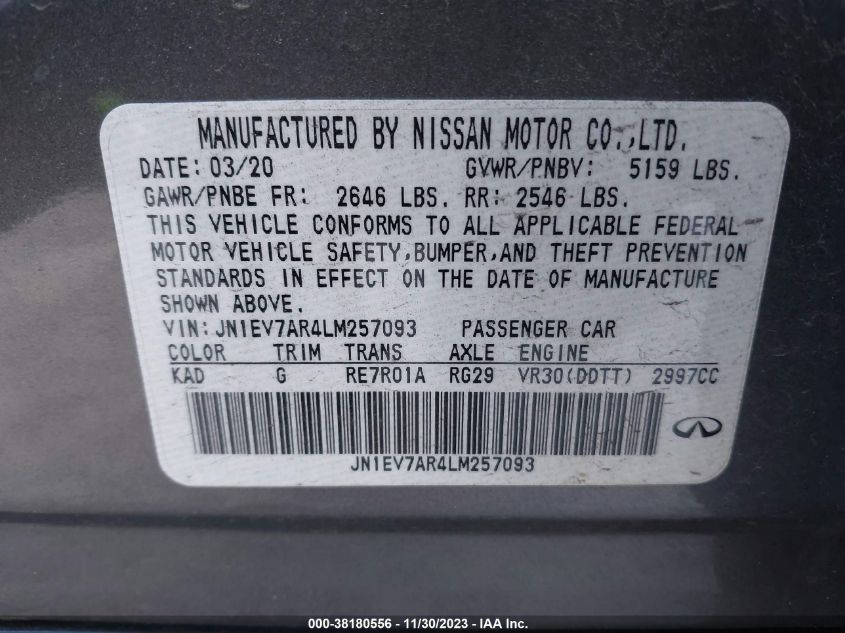 MANUFACTURED BY NISSAN MOTOR CO.,LTD.
DATE: 03/20 GVWR/PNBV: 5159 LBS.
GAWR/PNBE FR: 2646 LBS. RR: 2546 LBS.
THIS VEHICLE CONFORMS TO ALL APPLICABLE FEDERAL
MOTOR VEHICLE SAFETY,BUMPER,AND THEFT PREVENTION
STANDARDS IN EFFECT ON THE DATE OF MANUFACTURE
SHOWN ABOVE.
VIN:JN1EV7AR4LM257093 PASSENGER CAR
COLOR TRIM TRANS AXLE ENGINE
KAD G RE7R01A RG29 VR30(DDTT) 2997CC
JN1EV7AR4LM257093
000-38180556 - 11/30/2023 - IAA Inc.